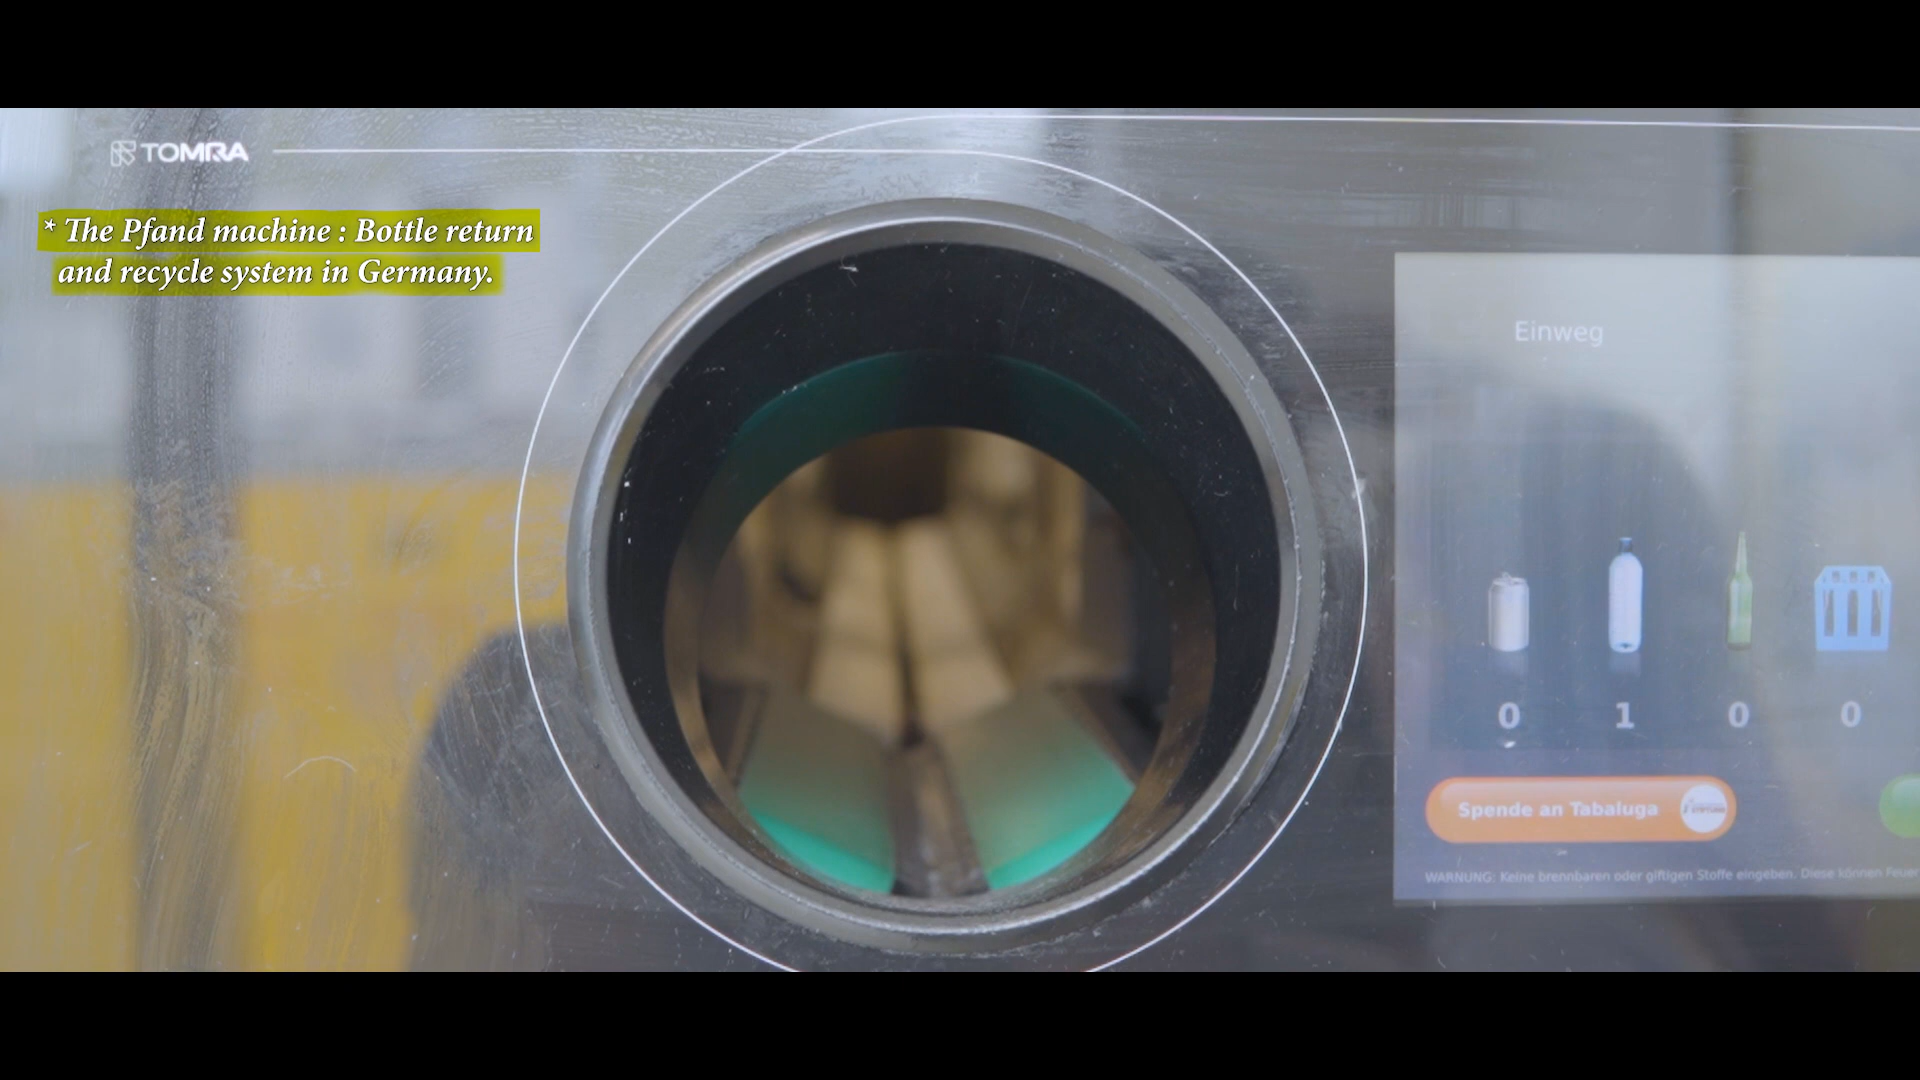 TOMRA
* The Pfand machine : Bottle return
and recycle system in Germany.
Einweg
0 1 0 0
Spende an Tabaluga
WARNUNG: Keine brennbaren oder giftigen Stoffe eingeben. Diese können Feuer